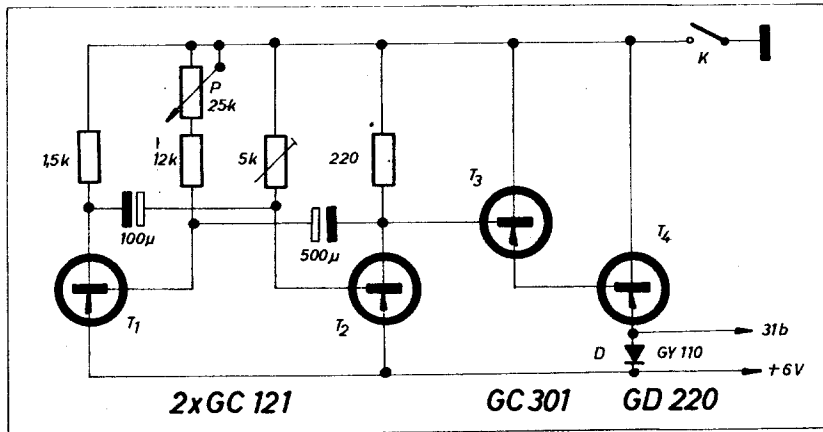 K
P
25k
1,5k
12k
5k
220
T3
100µ
500µ
T4
T1
T2
31b
D
GY 110
+6V
2xGC 121
GC 301
GD 220